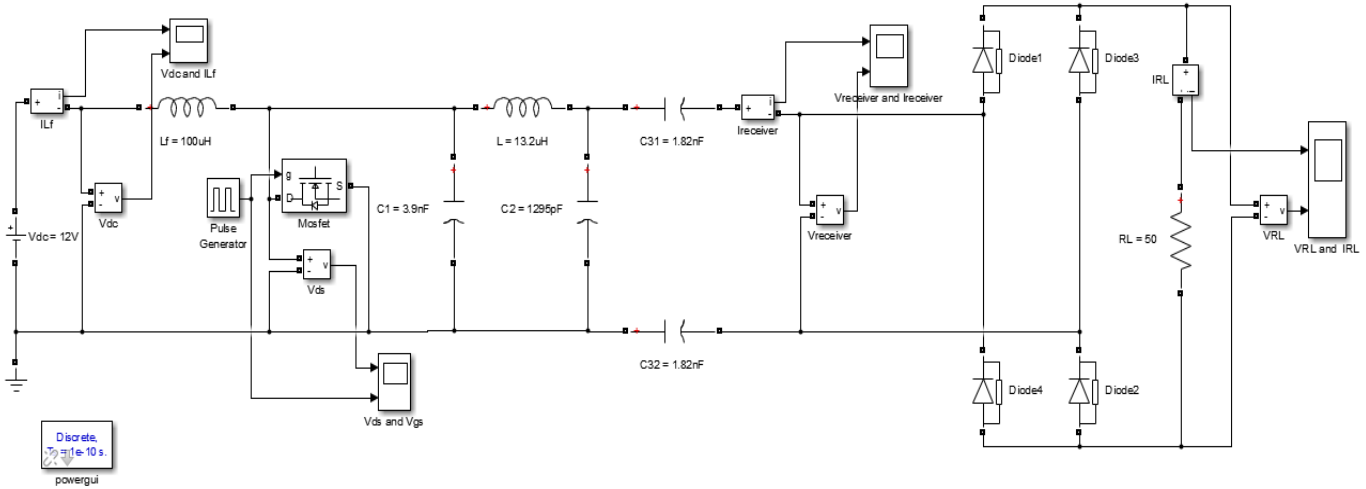 Vdc and ILf
i
+
-
ILf
Lf = 100uH
+
-
v
Vdc
+
Vdc = 12V
Pulse
Generator
g
D
S
Mosfet
+
-
v
Vds
Vds and Vgs
C1 = 3.9nF
L = 13.2uH
C2 = 1295pF
C31 = 1.82nF
C32 = 1.82nF
i
+
-
Ireceiver
Vreceiver and Ireceiver
+
-
v
Vreceiver
Diode1
Diode3
Diode4
Diode2
IRL
+
RL = 50
+
-
v
VRL
VRL and IRL
Discrete,
= 1e-10 s.
powergui